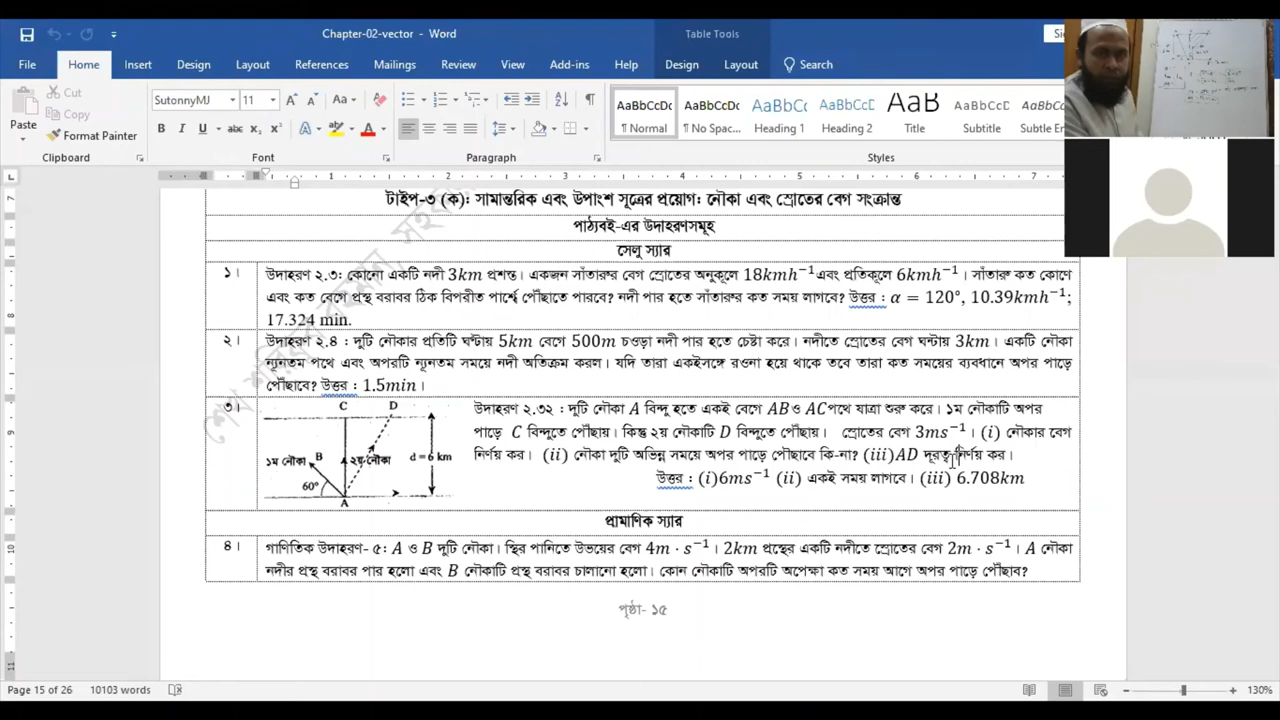 Chapter-02-vector - Word
Table Tools
File Home Insert Design Layout References Mailings Review View Add-ins Help Design Layout Search
Paste
Cut
Copy
Format Painter
SutonnyMJ 11
AaBbCcDc AaBbCcDc AaBbCc AaBbCcC AaB AaBbCcC AaBbCcDc
¶ Normal ¶ No Spac... Heading 1 Heading 2 Title Subtitle Subtle Em
Clipboard Font Paragraph Styles
টাইপ-৩ (ক): সামান্তরিক এবং উপাংশ সূত্রের প্রয়োগ: নৌকা এবং স্রোতের বেগ সংক্রান্ত
পাঠ্যবই-এর উদাহরণসমূহ
সেলু স্যার
১। উদাহরণ ২.৩: কোনো একটি নদী 3km প্রশস্ত। একজন সাঁতারুর বেগ স্রোতের অনুকূলে 18kmh⁻¹ এবং প্রতিকূলে 6kmh⁻¹। সাঁতারু কত কোণে
এবং কত বেগে প্রস্থ বরাবর ঠিক বিপরীত পার্শ্বে পৌঁছাতে পারবে? নদী পার হতে সাঁতারুর কত সময় লাগবে? উত্তর : α = 120°, 10.39kmh⁻¹;
17.324 min.
২। উদাহরণ ২.৪ : দুটি নৌকার প্রতিটি ঘণ্টায় 5km বেগে 500m চওড়া নদী পার হতে চেষ্টা করে। নদীতে স্রোতের বেগ ঘন্টায় 3km। একটি নৌকা
ন্যূনতম পথে এবং অপরটি ন্যূনতম সময়ে নদী অতিক্রম করল। যদি তারা একইসঙ্গে রওনা হয়ে থাকে তবে তারা কত সময়ের ব্যবধানে অপর পাড়ে
পৌঁছাবে? উত্তর : 1.5min।
৩। উদাহরণ ২.৩২ : দুটি নৌকা A বিন্দু হতে একই বেগে AB ও AC পথে যাত্রা শুরু করে। ১ম নৌকাটি অপর
পাড়ে C বিন্দুতে পৌঁছায়। কিন্তু ২য় নৌকাটি D বিন্দুতে পৌঁছায়। স্রোতের বেগ 3ms⁻¹। (i) নৌকার বেগ
নির্ণয় কর। (ii) নৌকা দুটি অভিন্ন সময়ে অপর পাড়ে পৌঁছাবে কি-না? (iii) AD দূরত্ব নির্ণয় কর।
উত্তর : (i)6ms⁻¹ (ii) একই সময় লাগবে। (iii) 6.708km
C D
১ম নৌকা B ২য় নৌকা d = 6 km
60°
A
প্রামাণিক স্যার
৪। গাণিতিক উদাহরণ- ৫: A ও B দুটি নৌকা। স্থির পানিতে উভয়ের বেগ 4m · s⁻¹। 2km প্রস্থের একটি নদীতে স্রোতের বেগ 2m · s⁻¹। A নৌকা
নদীর প্রস্থ বরাবর পার হলো এবং B নৌকাটি প্রস্থ বরাবর চালানো হলো। কোন নৌকাটি অপরটি অপেক্ষা কত সময় আগে অপর পাড়ে পৌঁছাব?
পৃষ্ঠা- ১৫
Page 15 of 26 10103 words 130%